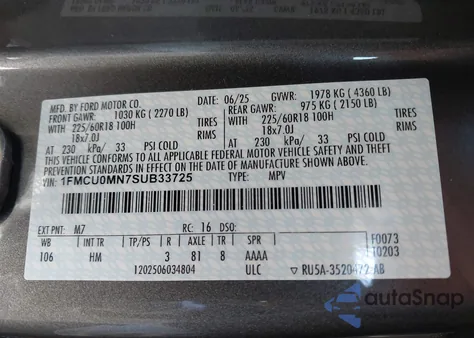 MFD. BY FORD MOTOR CO.
DATE: 06/25 GVWR: 1978 KG (4360 LB)
FRONT GAWR: 1030 KG (2270 LB) REAR GAWR: 975 KG (2150 LB)
WITH 225/60R18 100H TIRES WITH 225/60R18 100H TIRES
18x7.0J RIMS 18x7.0J RIMS
AT 230 kPa/ 33 PSI COLD AT 230 kPa/ 33 PSI COLD
THIS VEHICLE CONFORMS TO ALL APPLICABLE FEDERAL MOTOR VEHICLE SAFETY, BUMPER, AND THEFT
PREVENTION STANDARDS IN EFFECT ON THE DATE OF MANUFACTURE SHOWN ABOVE.
VIN: 1FMCU0MN7SUB33725 TYPE: MPV
EXT PNT: M7 RC: 16 DSO: F0073
WB INT TR TP/PS R AXLE TR SPR 10203
106 HM 3 81 8 AAAA
1202506034804 ULC RU5A-3520472 AB
autoSnap